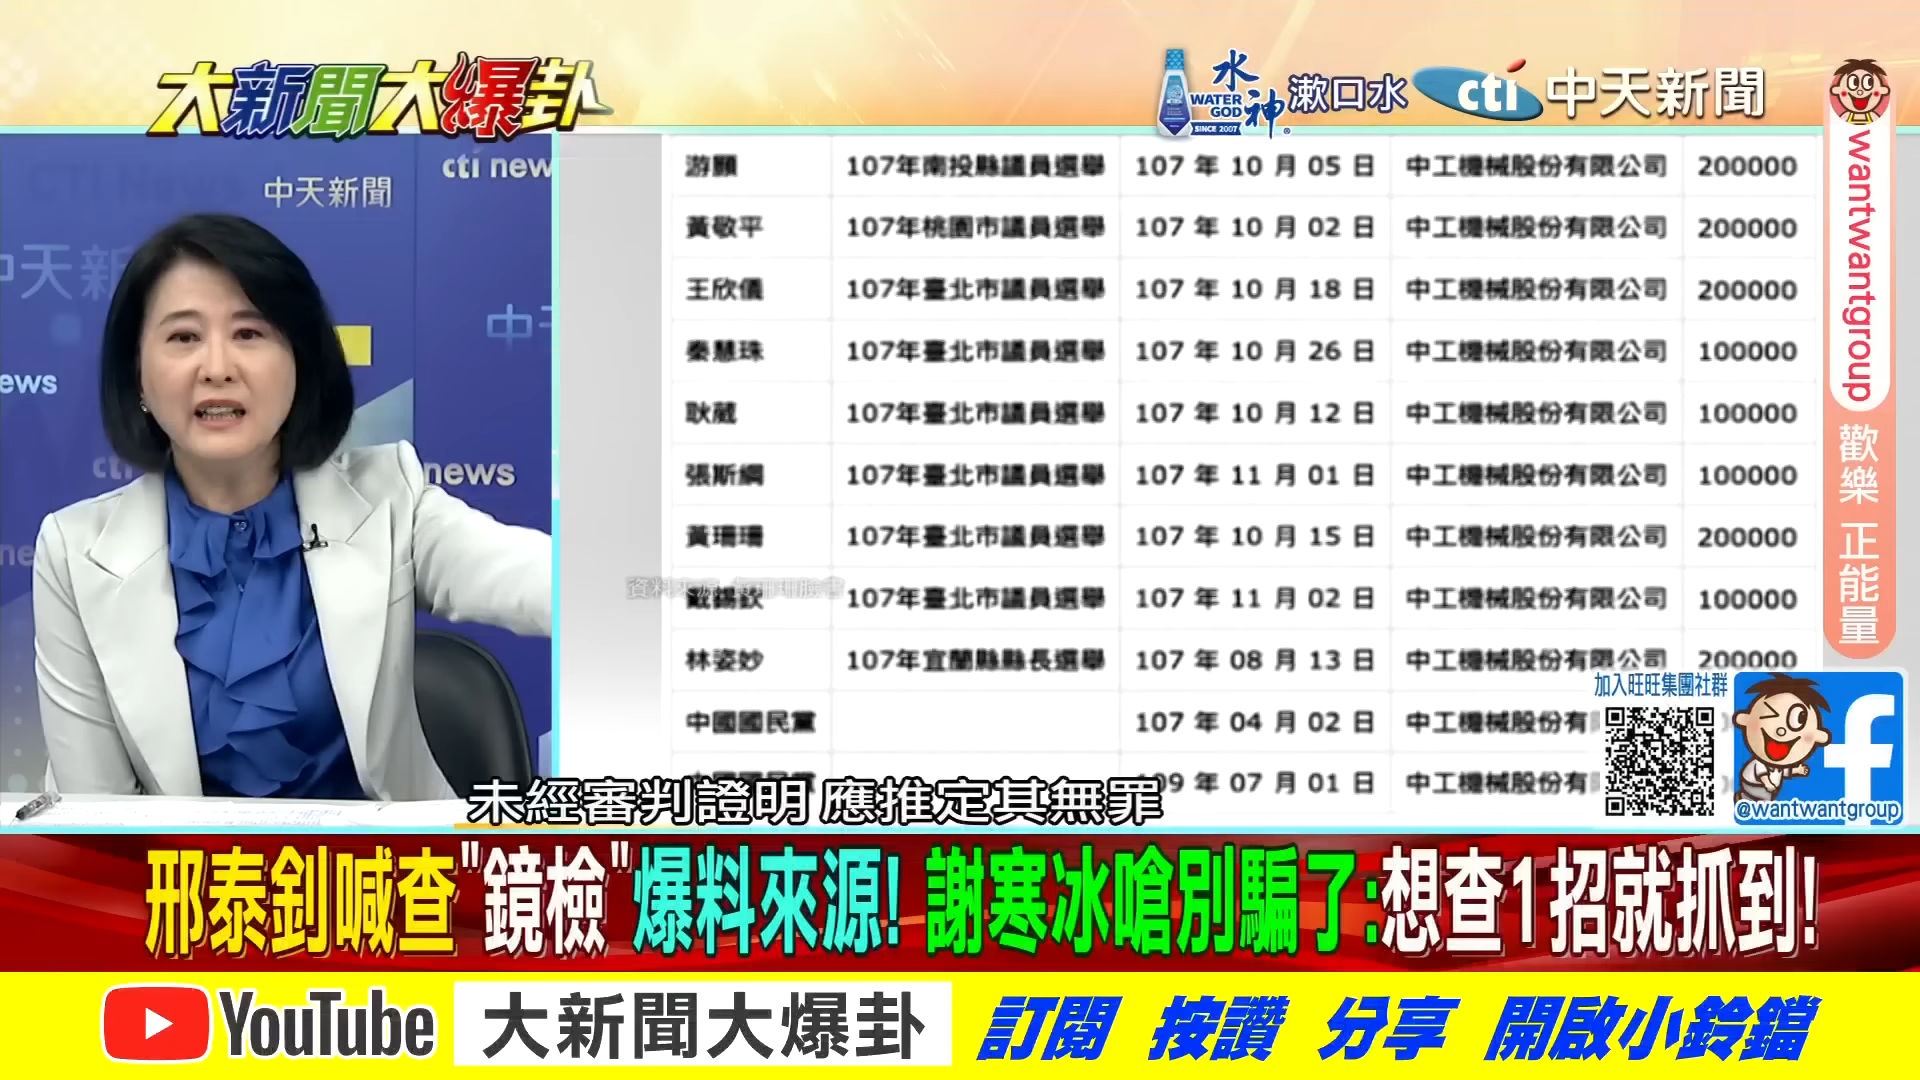 大新聞大爆卦
水神
WATER GOD
SINCE 2007
漱口水
cti 中天新聞
wantwantgroup
歡樂 正能量
cti news
中天新聞
中天新
ews
news
游顥 107年南投縣議員選舉 107 年 10 月 05 日 中工機械股份有限公司 200000
黃敬平 107年桃園市議員選舉 107 年 10 月 02 日 中工機械股份有限公司 200000
王欣儀 107年臺北市議員選舉 107 年 10 月 18 日 中工機械股份有限公司 200000
秦慧珠 107年臺北市議員選舉 107 年 10 月 26 日 中工機械股份有限公司 100000
耿葳 107年臺北市議員選舉 107 年 10 月 12 日 中工機械股份有限公司 100000
張斯綱 107年臺北市議員選舉 107 年 11 月 01 日 中工機械股份有限公司 100000
黃珊珊 107年臺北市議員選舉 107 年 10 月 15 日 中工機械股份有限公司 200000
戴錫欽 107年臺北市議員選舉 107 年 11 月 02 日 中工機械股份有限公司 100000
林姿妙 107年宜蘭縣縣長選舉 107 年 08 月 13 日 中工機械股份有限公司 200000
中國國民黨 107 年 04 月 02 日 中工機械股份有
09 年 07 月 01 日 中工機械股份有
加入旺旺集團社群
@wantwantgroup
未經審判證明 應推定其無罪
邢泰釗喊查"鏡檢"爆料來源! 謝寒冰嗆別騙了:想查1招就抓到!
YouTube 大新聞大爆卦 訂閱 按讚 分享 開啟小鈴鐺